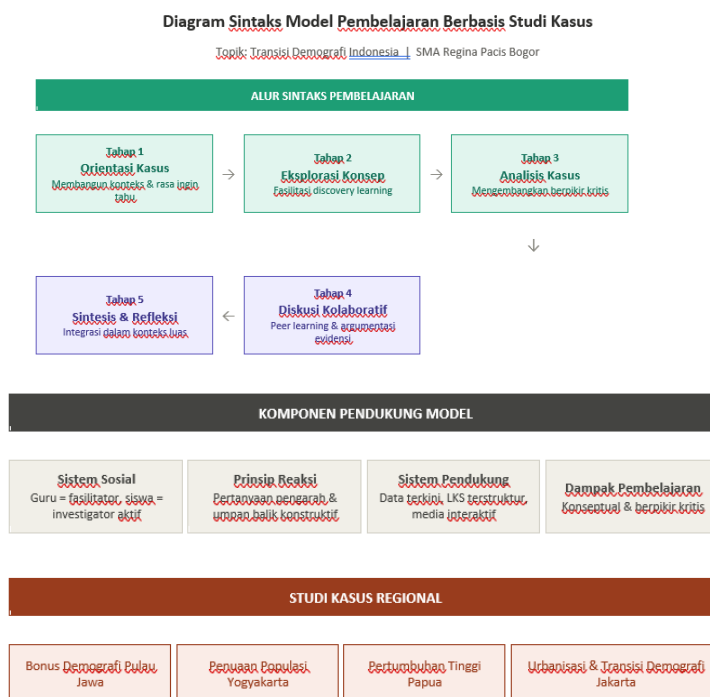 Diagram Sintaks Model Pembelajaran Berbasis Studi Kasus
Topik: Transisi Demografi Indonesia | SMA Regina Pacis Bogor
ALUR SINTAKS PEMBELAJARAN
Tahap 1
Orientasi Kasus
Membangun konteks & rasa ingin
tahu
→
Tahap 2
Eksplorasi Konsep
Fasilitasi discovery learning
→
Tahap 3
Analisis Kasus
Mengembangkan berpikir kritis
↓
Tahap 5
Sintesis & Refleksi
Integrasi dalam konteks luas
←
Tahap 4
Diskusi Kolaboratif
Peer learning & argumentasi
evidensi
KOMPONEN PENDUKUNG MODEL
Sistem Sosial
Guru = fasilitator, siswa =
investigator aktif
Prinsip Reaksi
Pertanyaan pengarah &
umpan balik konstruktif
Sistem Pendukung
Data terkini, LKS terstruktur,
media interaktif
Dampak Pembelajaran
Konseptual & berpikir kritis
STUDI KASUS REGIONAL
Bonus Demografi Pulau
Jawa
Penuaan Populasi
Yogyakarta
Pertumbuhan Tinggi
Papua
Urbanisasi & Transisi Demografi
Jakarta